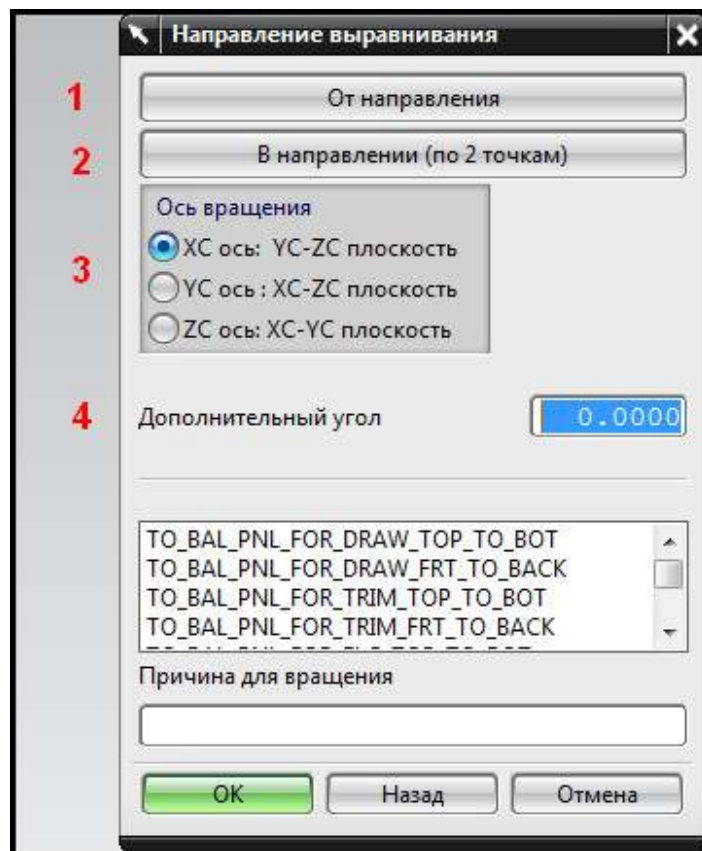 Направление выравнивания
1 От направления
2 В направлении (по 2 точкам)
Ось вращения
XC ось: YC-ZC плоскость
3
YC ось : XC-ZC плоскость
ZC ось: XC-YC плоскость
4 Дополнительный угол 0.0000
TO_BAL_PNL_FOR_DRAW_TOP_TO_BOT
TO_BAL_PNL_FOR_DRAW_FRT_TO_BACK
TO_BAL_PNL_FOR_TRIM_TOP_TO_BOT
TO_BAL_PNL_FOR_TRIM_FRT_TO_BACK
Причина для вращения
OK Назад Отмена